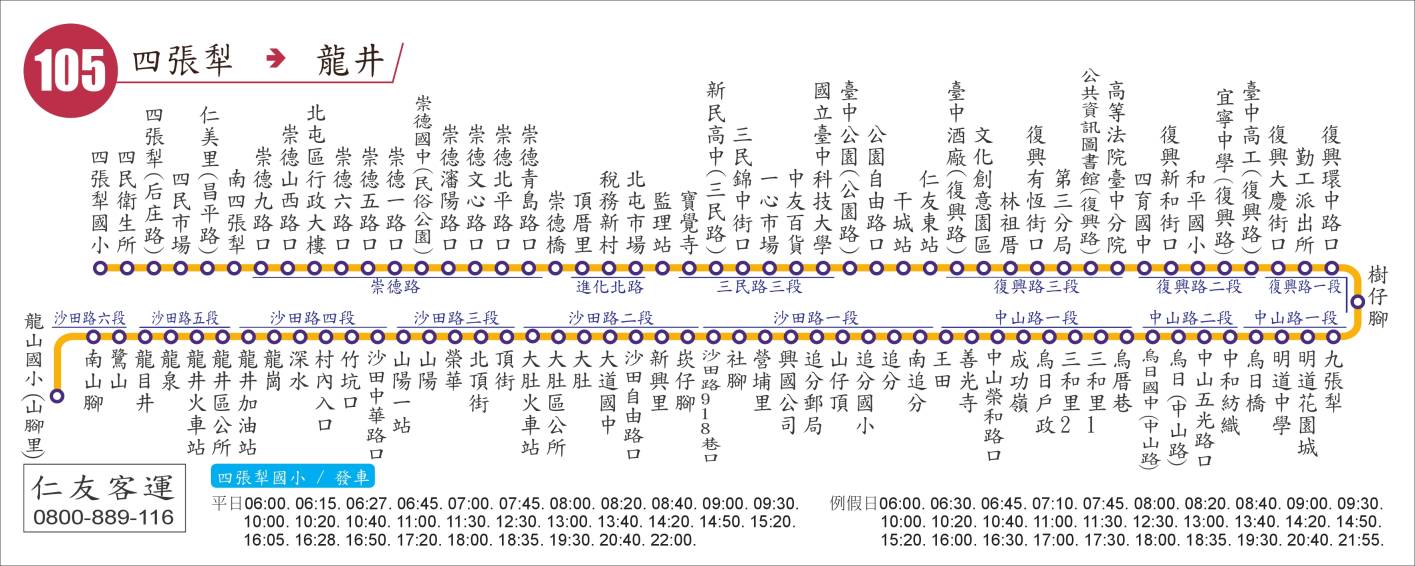 105
四張犁 ➔ 龍井
四張犁國小
四民衛生所
四張犁(后庄路)
四民市場
仁美里(昌平路)
南四張犁
崇德九路口
崇德山西路口
北屯區行政大樓
崇德六路口
崇德五路口
崇德一路口
崇德國中(民俗公園)
崇德瀋陽路口
崇德文心路口
崇德北平路口
崇德青島路口
崇德橋
頂厝里
稅務新村
北屯市場
監理站
寶覺寺
新民高中(三民路)
三民錦中街口
一心市場
中友百貨
國立臺中科技大學
臺中公園(公園路)
公園自由路口
干城站
仁友東站
臺中酒廠(復興路)
文化創意園區
林祖厝
復興有恆街口
第三分局
公共資訊圖書館(復興路)
高等法院臺中分院
四育國中
復興新和街口
和平國小
宜寧中學(復興路)
臺中高工(復興路)
復興大慶街口
勤工派出所
復興環中路口
樹仔腳
崇德路
進化北路
三民路三段
復興路三段
復興路二段
復興路一段
沙田路六段
沙田路五段
沙田路四段
沙田路三段
沙田路二段
沙田路一段
中山路一段
中山路二段
中山路一段
龍山國小(山腳里)
南山腳
鷺山
龍目井
龍泉
龍井火車站
龍井區公所
龍井加油站
龍崗
深水
村內入口
竹坑口
沙田中華路口
山陽一站
山陽
榮華
北頂街
頂街
大肚火車站
大肚區公所
大肚
大道國中
沙田自由路口
新興里
崁仔腳
沙田路918巷口
社腳
營埔里
興國公司
追分郵局
山仔頂
追分國小
追分
南追分
王田
善光寺
中山榮和路口
成功嶺
烏日戶政
三和里2
三和里1
烏厝巷
烏日國中(中山路)
烏日(中山路)
中山五光路口
中和紡織
烏日橋
明道中學
明道花園城
九張犁
仁友客運
0800-889-116
四張犁國小 / 發車
平日06:00. 06:15. 06:27. 06:45. 07:00. 07:45. 08:00. 08:20. 08:40. 09:00. 09:30.
10:00. 10:20. 10:40. 11:00. 11:30. 12:30. 13:00. 13:40. 14:20. 14:50. 15:20.
16:05. 16:28. 16:50. 17:20. 18:00. 18:35. 19:30. 20:40. 22:00.
例假日06:00. 06:30. 06:45. 07:10. 07:45. 08:00. 08:20. 08:40. 09:00. 09:30.
10:00. 10:20. 10:40. 11:00. 11:30. 12:30. 13:00. 13:40. 14:20. 14:50.
15:20. 16:00. 16:30. 17:00. 17:30. 18:00. 18:35. 19:30. 20:40. 21:55.